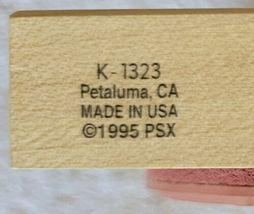 K-1323
Petaluma, CA
MADE IN USA
©1995 PSX